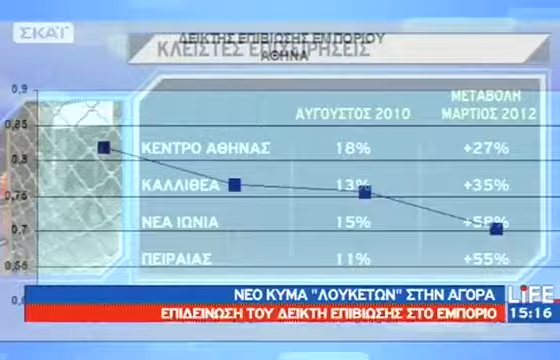 ΣΚΑΪ
ΔΕΙΚΤΗΣ ΕΠΙΒΙΩΣΗΣ ΕΜΠΟΡΙΟΥ
ΑΘΗΝΑ
ΚΛΕΙΣΤΕΣ ΕΠΙΧΕΙΡΗΣΕΙΣ
0,9
0,85
0,8
0,75
0,7
0,65
ΑΥΓΟΥΣΤΟΣ 2010
ΜΕΤΑΒΟΛΗ
ΜΑΡΤΙΟΣ 2012
ΚΕΝΤΡΟ ΑΘΗΝΑΣ 18% +27%
ΚΑΛΛΙΘΕΑ 13% +35%
ΝΕΑ ΙΩΝΙΑ 15% +58%
ΠΕΙΡΑΙΑΣ 11% +55%
ΝΕΟ ΚΥΜΑ "ΛΟΥΚΕΤΩΝ" ΣΤΗΝ ΑΓΟΡΑ
LiFE
ΕΠΙΔΕΙΝΩΣΗ ΤΟΥ ΔΕΙΚΤΗ ΕΠΙΒΙΩΣΗΣ ΣΤΟ ΕΜΠΟΡΙΟ
15:16